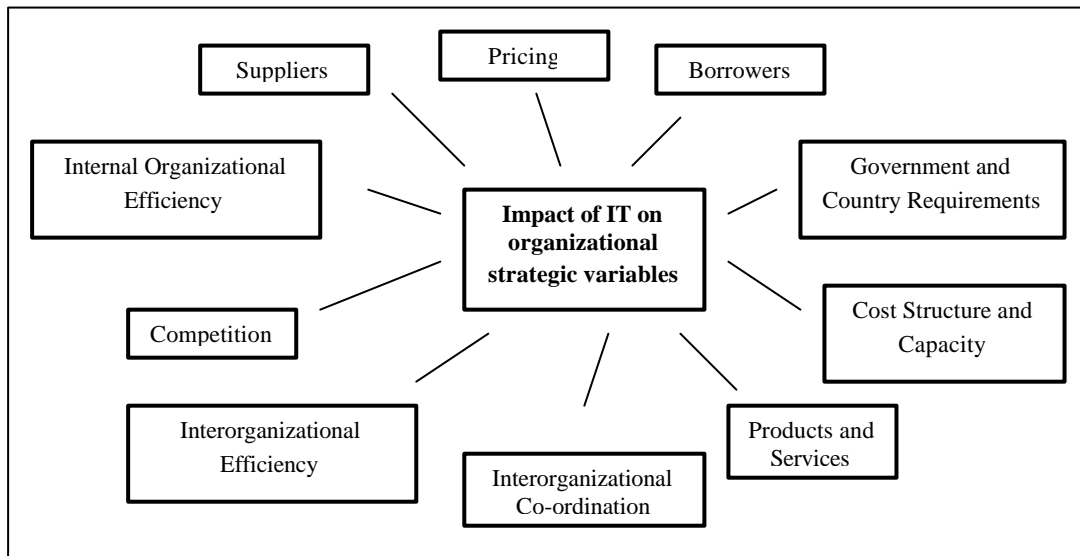 Suppliers
Pricing
Borrowers
Internal Organizational
Efficiency
Government and
Country Requirements
Impact of IT on
organizational
strategic variables
Competition
Cost Structure and
Capacity
Interorganizational
Efficiency
Interorganizational
Co-ordination
Products and
Services